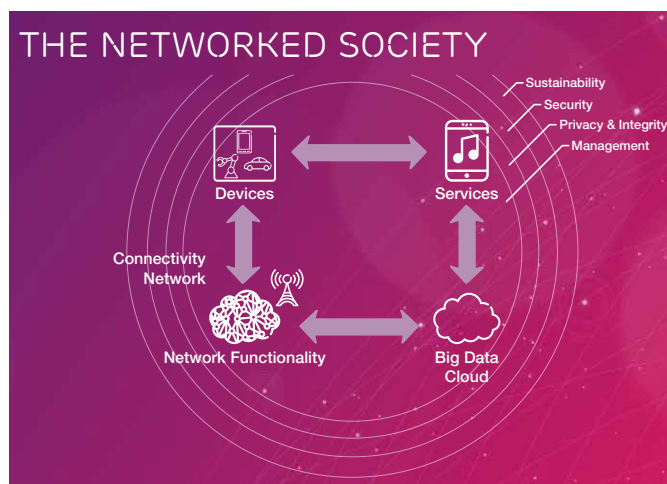 THE NETWORKED SOCIETY
Sustainability
Security
Privacy & Integrity
Management
Devices
Services
Connectivity
Network
Network Functionality
Big Data
Cloud